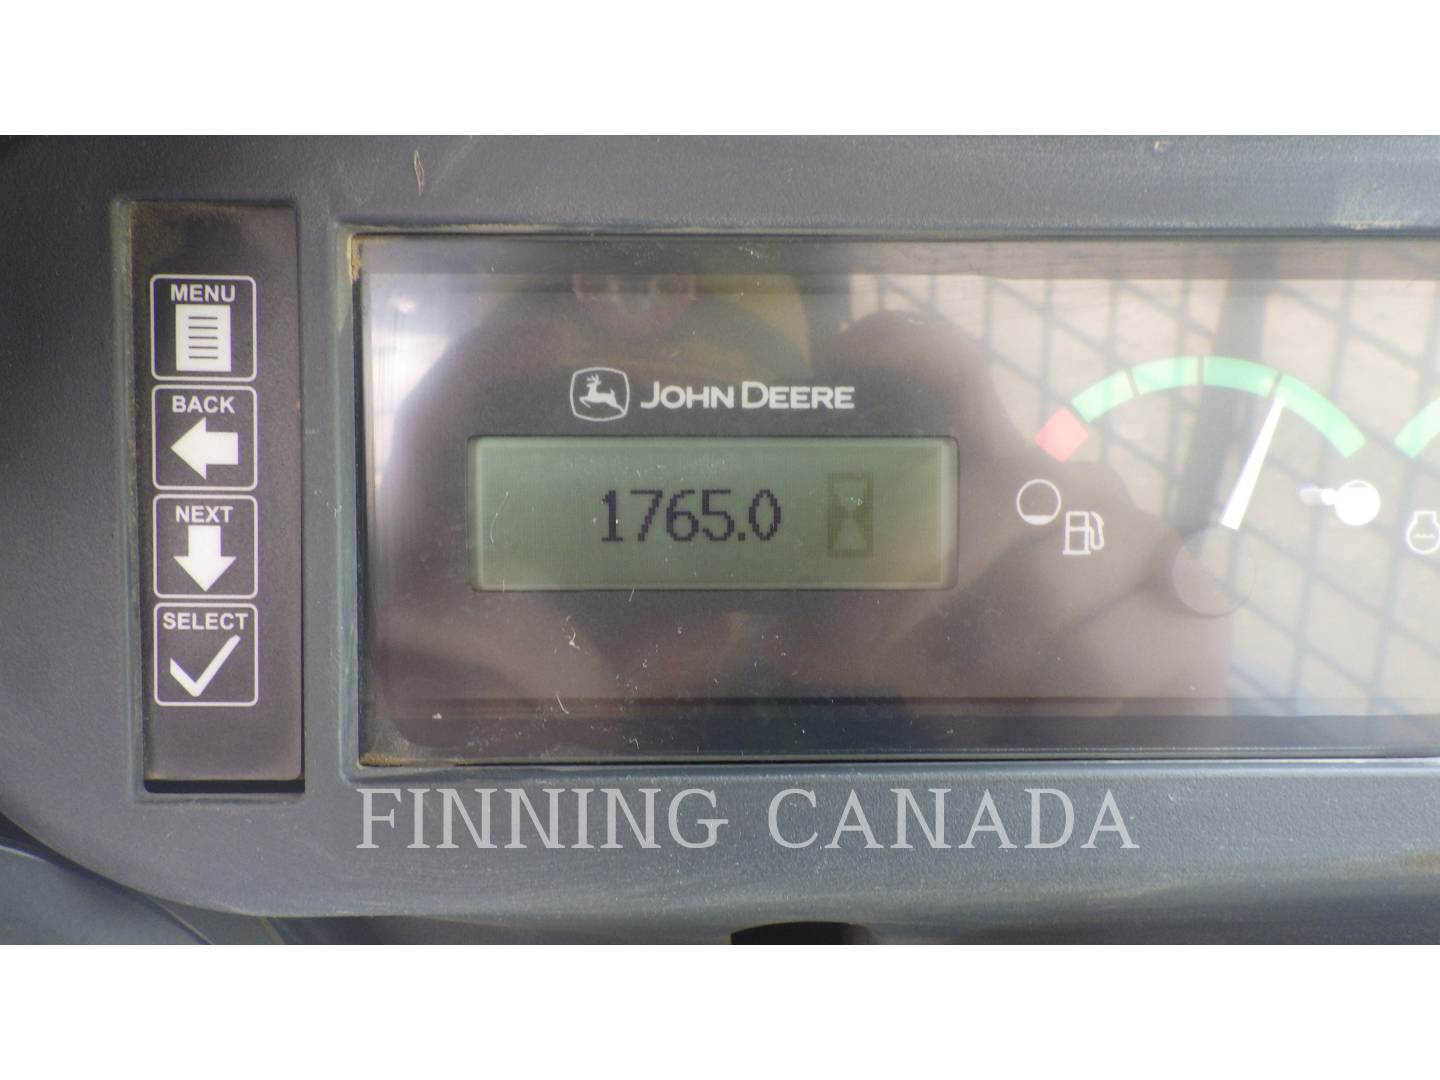 MENU
BACK
NEXT
SELECT
JOHN DEERE
1765.0
FINNING CANADA